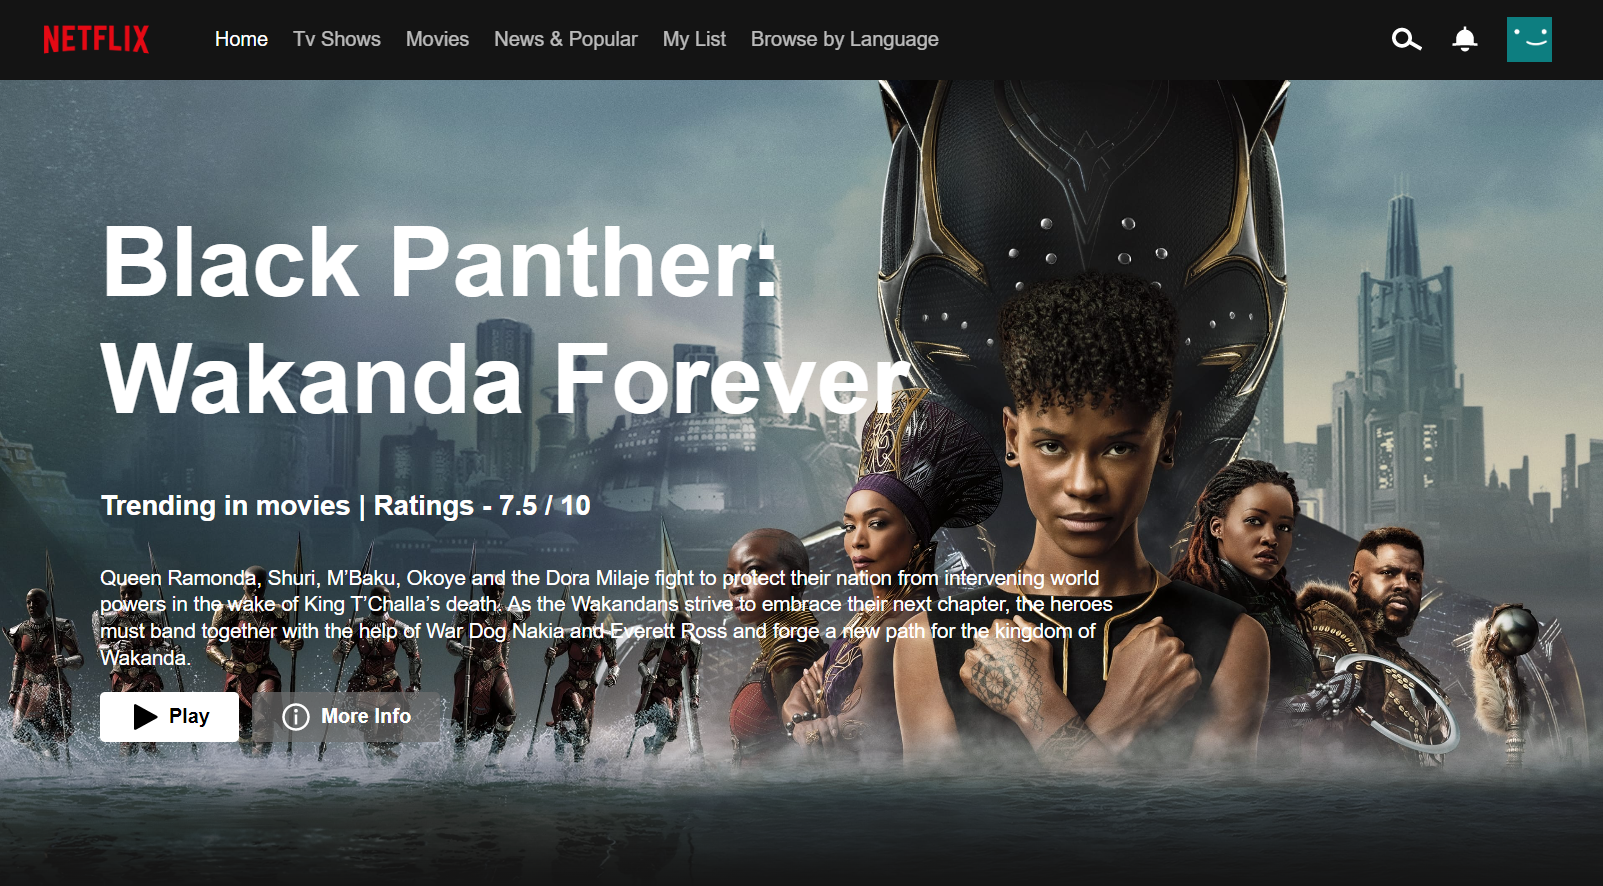 NETFLIX Home Tv Shows Movies News & Popular My List Browse by Language
Black Panther:
Wakanda Forever
Trending in movies | Ratings - 7.5 / 10
Queen Ramonda, Shuri, M’Baku, Okoye and the Dora Milaje fight to protect their nation from intervening world
powers in the wake of King T’Challa’s death. As the Wakandans strive to embrace their next chapter, the heroes
must band together with the help of War Dog Nakia and Everett Ross and forge a new path for the kingdom of
Wakanda.
Play More Info